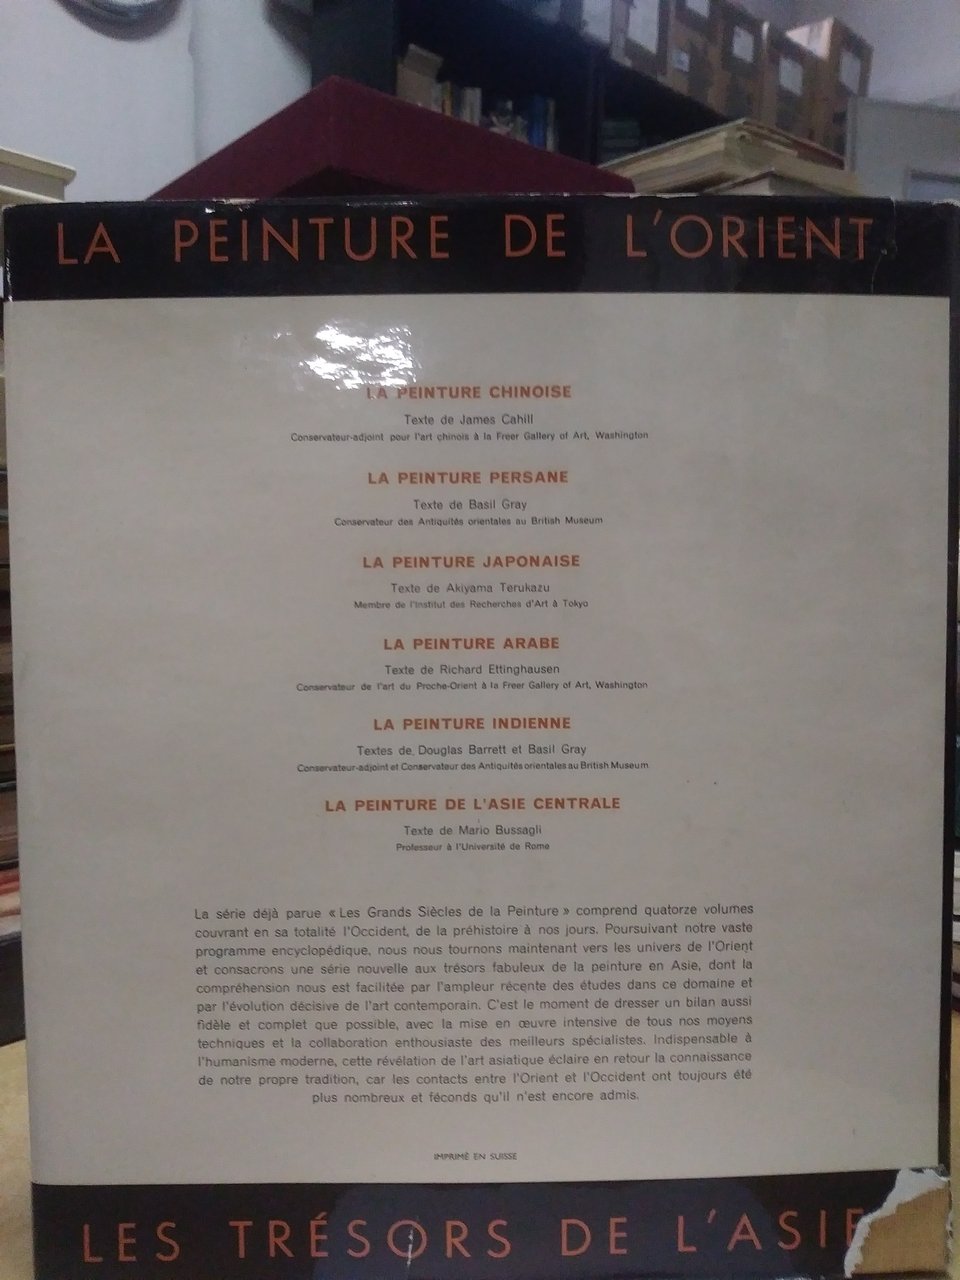 LA PEINTURE DE L'ORIENT
LA PEINTURE CHINOISE
Texte de James Cahill
Conservateur-adjoint pour l'art chinois à la Freer Gallery of Art, Washington
LA PEINTURE PERSANE
Texte de Basil Gray
Conservateur des Antiquités orientales au British Museum
LA PEINTURE JAPONAISE
Texte de Akiyama Terukazu
Membre de l'Institut des Recherches d'Art à Tokyo
LA PEINTURE ARABE
Texte de Richard Ettinghausen
Conservateur de l'art du Proche-Orient à la Freer Gallery of Art, Washington
LA PEINTURE INDIENNE
Textes de Douglas Barrett et Basil Gray
Conservateur-adjoint et Conservateur des Antiquités orientales au British Museum
LA PEINTURE DE L'ASIE CENTRALE
Texte de Mario Bussagli
Professeur à l'Université de Rome
La série déjà parue « Les Grands Siècles de la Peinture » comprend quatorze volumes
couvrant en sa totalité l'Occident, de la préhistoire à nos jours. Poursuivant notre vaste
programme encyclopédique, nous nous tournons maintenant vers les univers de l'Orient
et consacrons une série nouvelle aux trésors fabuleux de la peinture en Asie, dont la
compréhension nous est facilitée par l'ampleur récente des études dans ce domaine et
par l'évolution décisive de l'art contemporain. C'est le moment de dresser un bilan aussi
fidèle et complet que possible, avec la mise en œuvre intensive de tous nos moyens
techniques et la collaboration enthousiaste des meilleurs spécialistes. Indispensable à
l'humanisme moderne, cette révélation de l'art asiatique éclaire en retour la connaissance
de notre propre tradition, car les contacts entre l'Orient et l'Occident ont toujours été
plus nombreux et féconds qu'il n'est encore admis.
IMPRIMÉ EN SUISSE
LES TRÉSORS DE L'ASIE